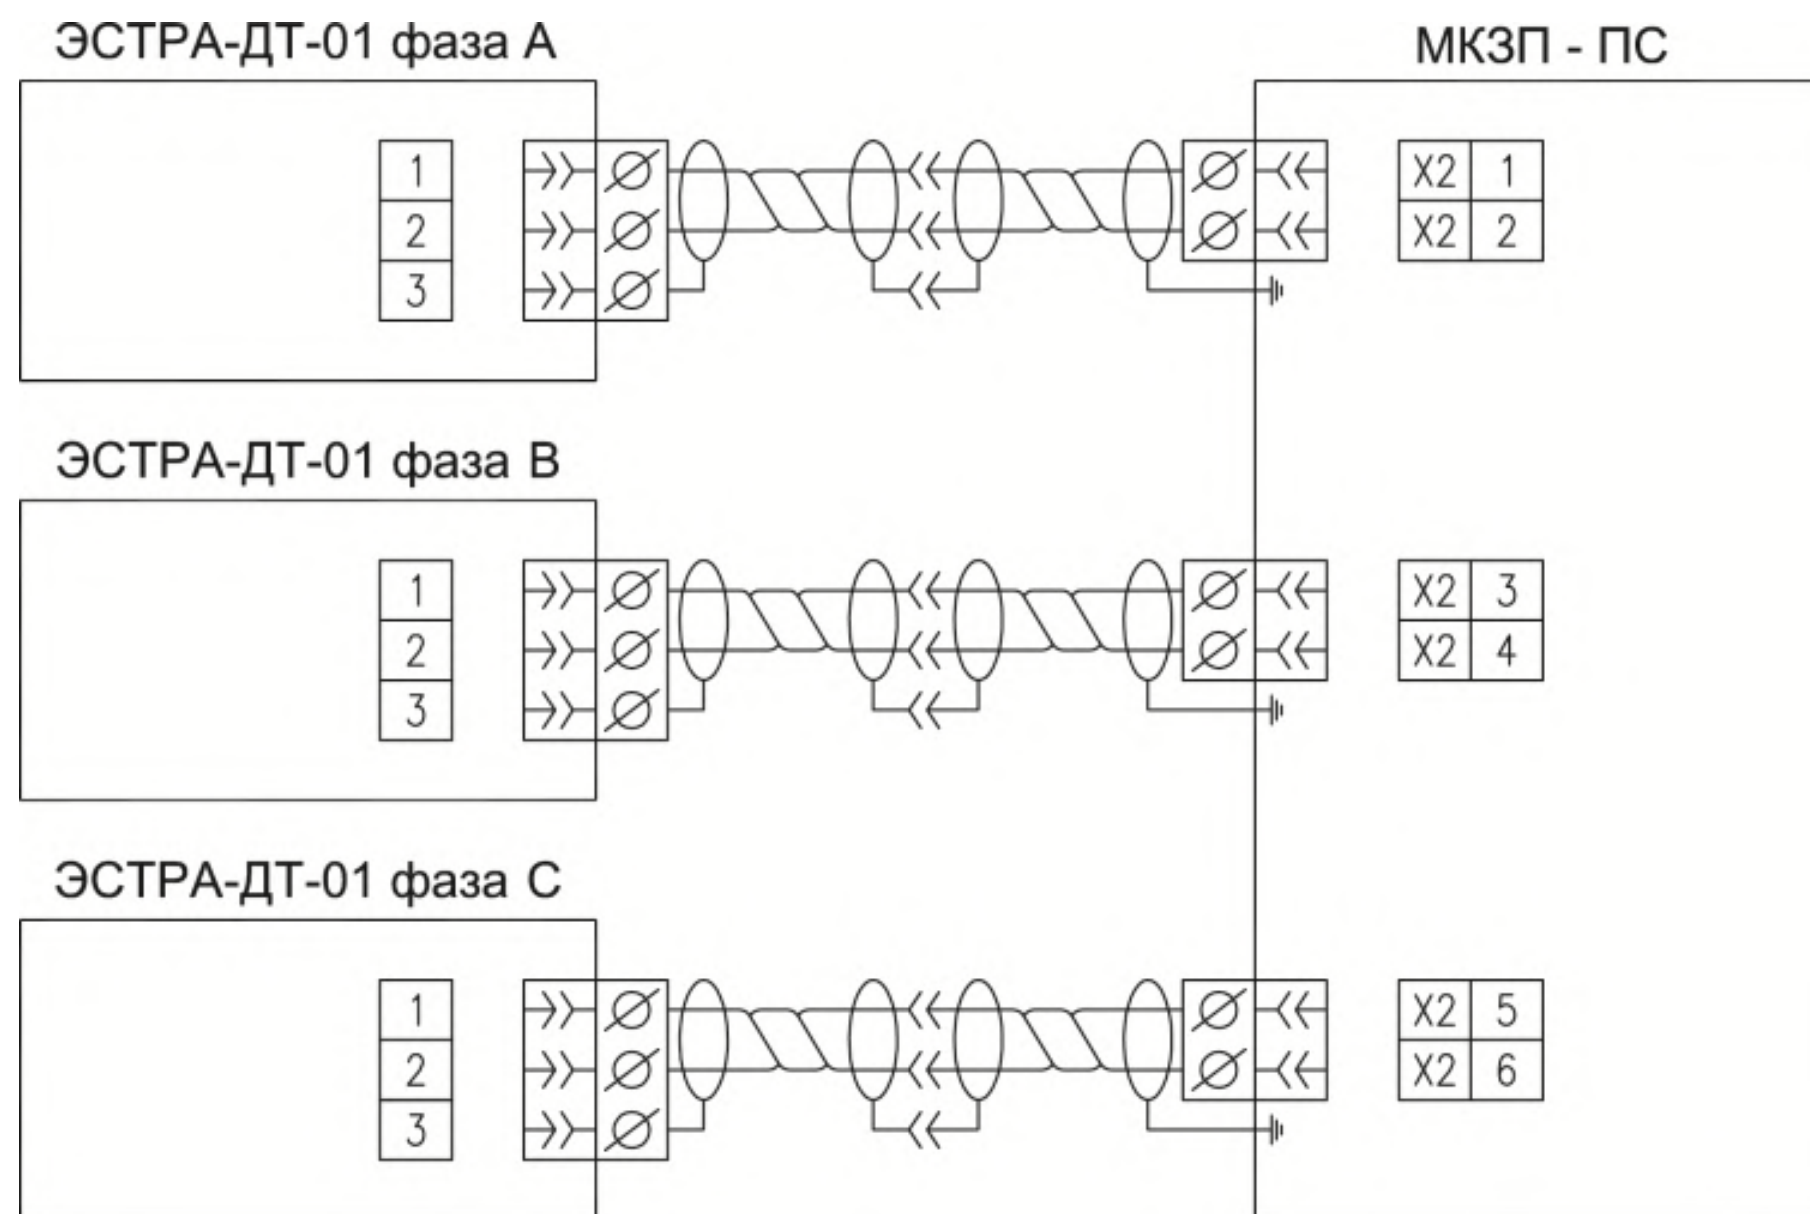 ЭСТРА-ДТ-01 фаза А
МКЗП - ПС
1
2
3
X2 1
X2 2
ЭСТРА-ДТ-01 фаза В
1
2
3
X2 3
X2 4
ЭСТРА-ДТ-01 фаза С
1
2
3
X2 5
X2 6